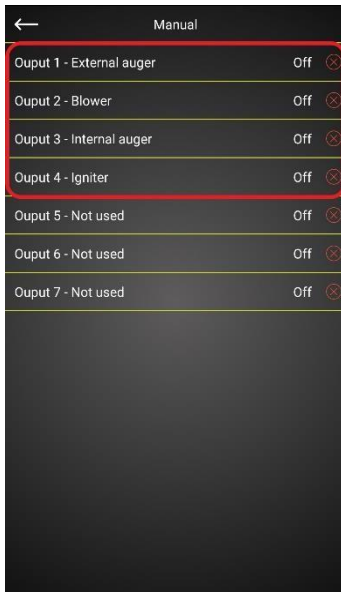 Manual
Ouput 1 - External auger Off
Ouput 2 - Blower Off
Ouput 3 - Internal auger Off
Ouput 4 - Igniter Off
Ouput 5 - Not used Off
Ouput 6 - Not used Off
Ouput 7 - Not used Off